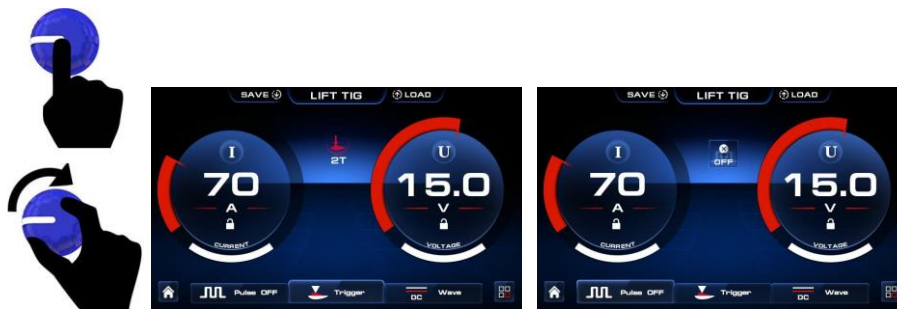 SAVE LIFT TIG LOAD
I U
2T
70 15.0
A V
CURRENT VOLTAGE
Pulse OFF Trigger DC Wave
SAVE LIFT TIG LOAD
I U
OFF
70 15.0
A V
CURRENT VOLTAGE
Pulse OFF Trigger DC Wave